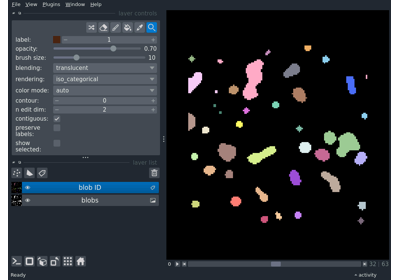 File View Plugins Window Help
layer controls
label: 1
opacity: 0.70
brush size: 10
blending: translucent
rendering: iso_categorical
color mode: auto
contour: 0
n edit dim: 2
contiguous:
preserve
labels:
show
selected:
layer list
blob ID
blobs
32 63
Ready
activity